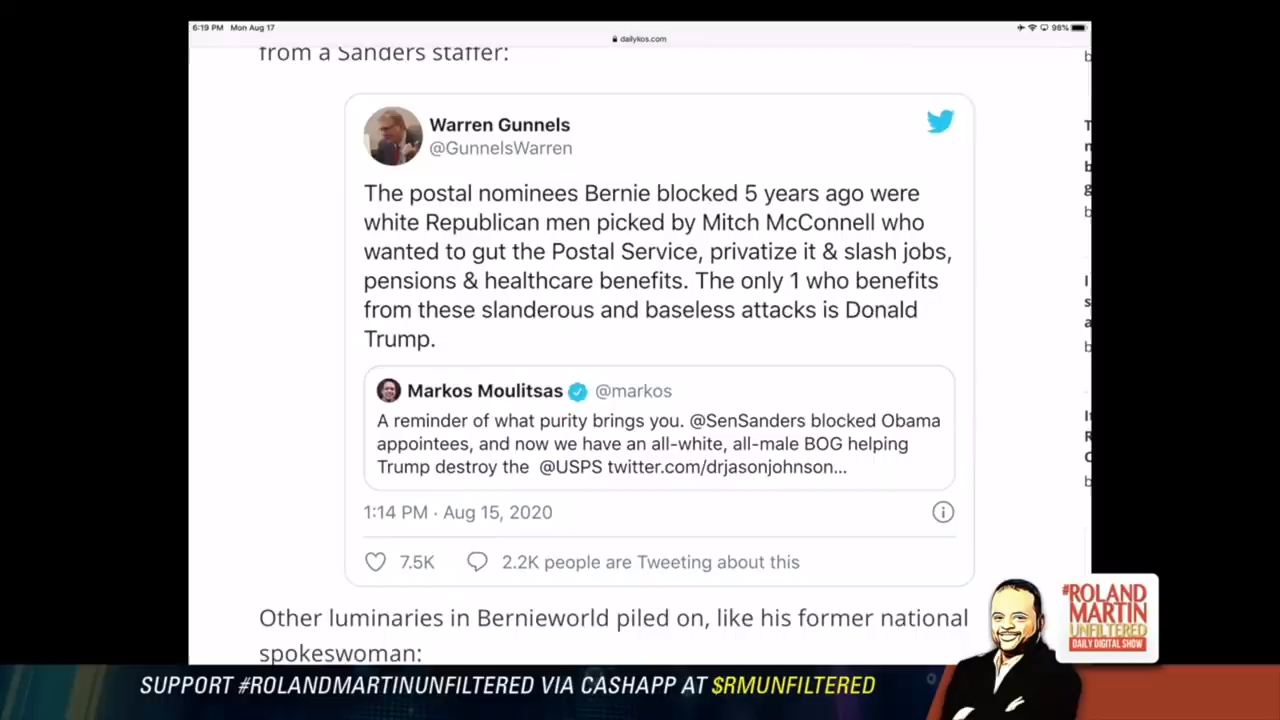 6:19 PM Mon Aug 17
98%
dailykos.com
from a Sanders staffer:
Warren Gunnels
@GunnelsWarren
The postal nominees Bernie blocked 5 years ago were
white Republican men picked by Mitch McConnell who
wanted to gut the Postal Service, privatize it & slash jobs,
pensions & healthcare benefits. The only 1 who benefits
from these slanderous and baseless attacks is Donald
Trump.
Markos Moulitsas @markos
A reminder of what purity brings you. @SenSanders blocked Obama
appointees, and now we have an all-white, all-male BOG helping
Trump destroy the @USPS twitter.com/drjasonjohnson...
1:14 PM · Aug 15, 2020
7.5K 2.2K people are Tweeting about this
Other luminaries in Bernieworld piled on, like his former national
spokeswoman:
#ROLAND
MARTIN
UNFILTERED
DAILY DIGITAL SHOW
SUPPORT #ROLANDMARTINUNFILTERED VIA CASHAPP AT $RMUNFILTERED